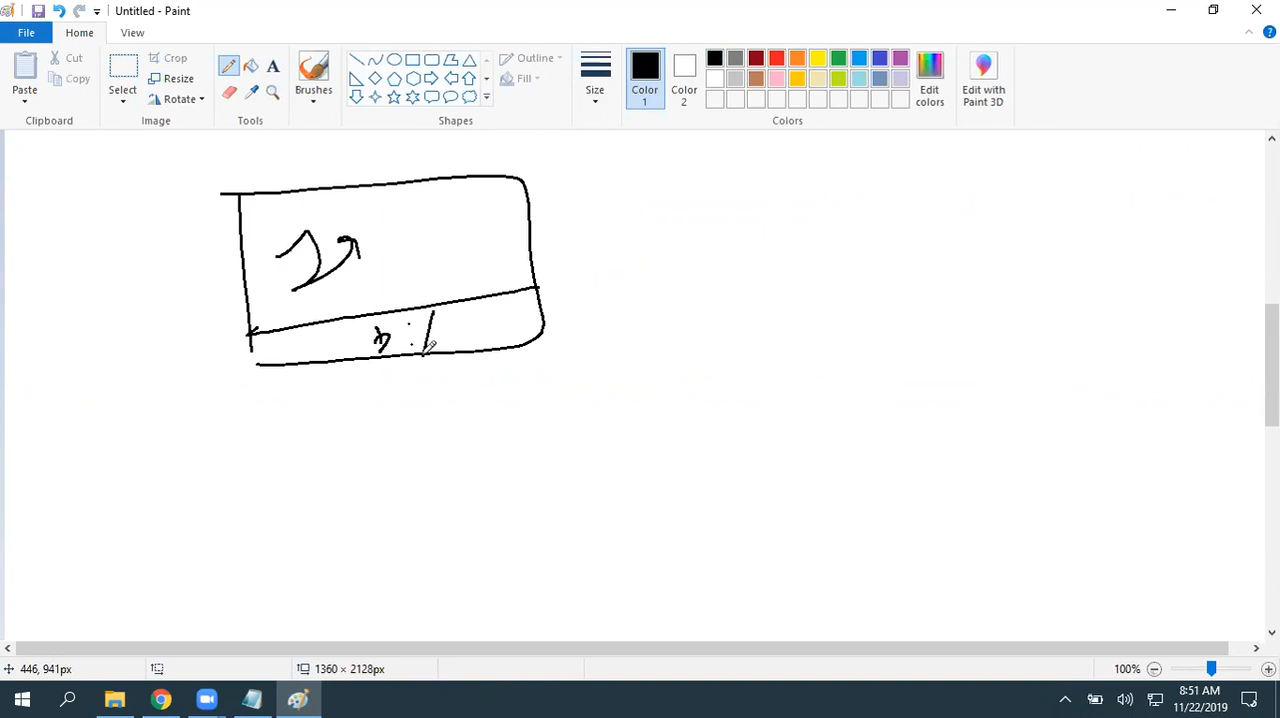 Untitled - Paint
File
Home
View
Paste
Cut
Copy
Clipboard
Select
Crop
Resize
Rotate
Image
Tools
Brushes
Shapes
Outline
Fill
Size
Color 1
Color 2
Edit colors
Colors
Edit with Paint 3D
446, 941px
1360 × 2128px
100%
8:51 AM
11/22/2019